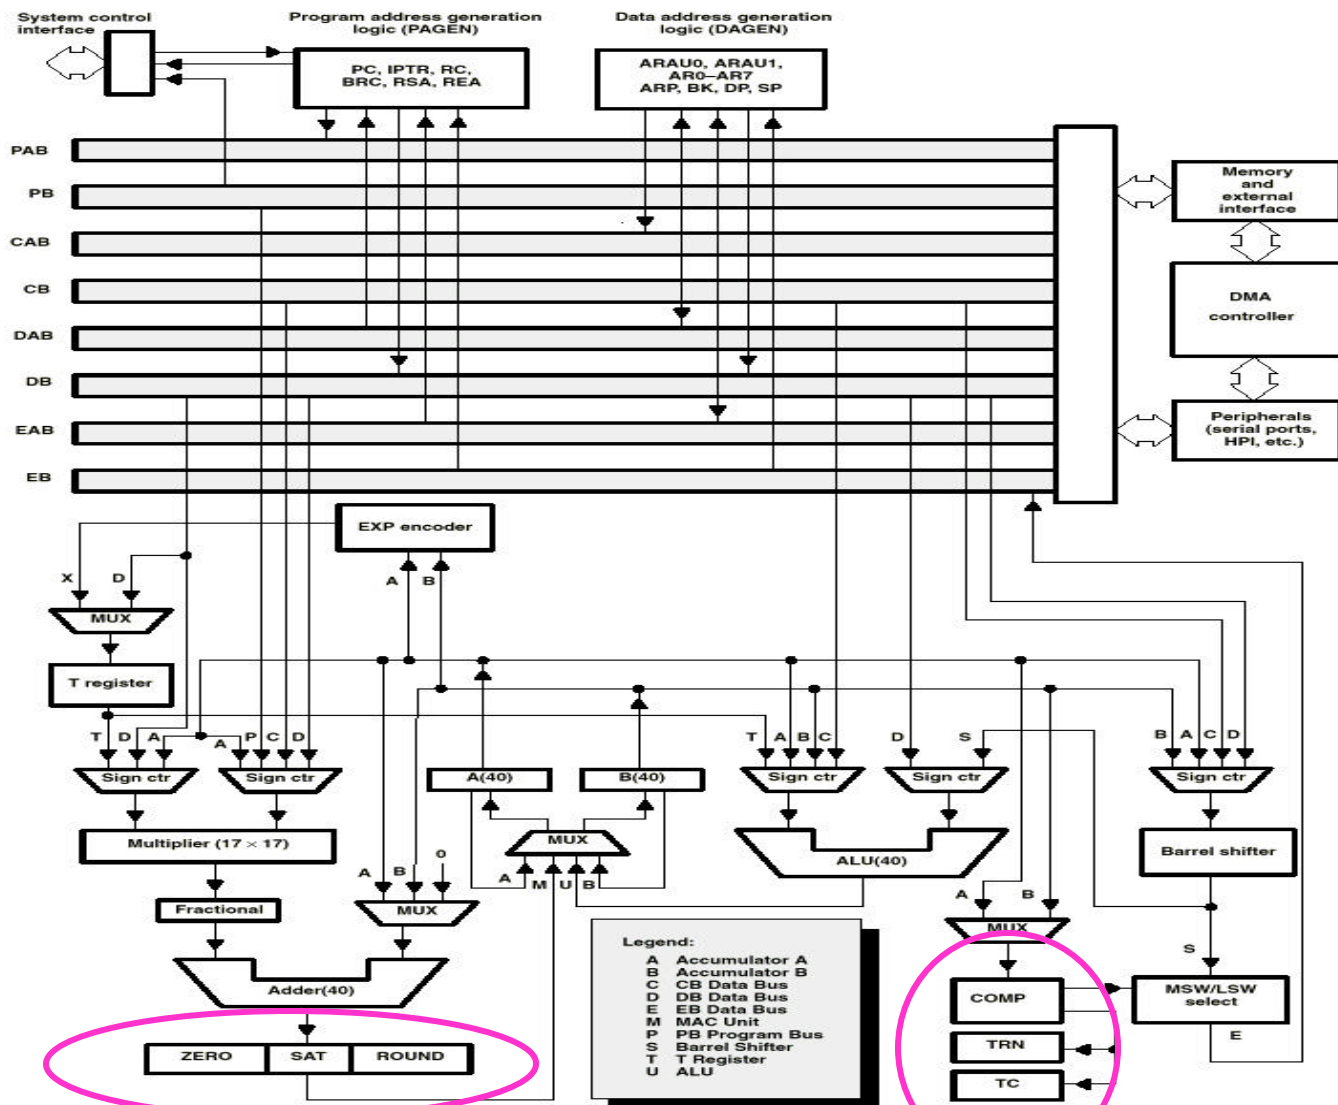 System control
interface
Program address generation
logic (PAGEN)
Data address generation
logic (DAGEN)
PC, IPTR, RC,
BRC, RSA, REA
ARAU0, ARAU1,
AR0–AR7
ARP, BK, DP, SP
PAB
PB
CAB
CB
DAB
DB
EAB
EB
Memory
and
external
interface
DMA
controller
Peripherals
(serial ports,
HPI, etc.)
EXP encoder
X D
A B
MUX
T register
T D A
A P C D
T A B C
D S
B A C D
Sign ctr
Sign ctr
A(40)
B(40)
Sign ctr
Sign ctr
Sign ctr
Multiplier (17 × 17)
MUX
ALU(40)
Barrel shifter
A B 0
A M U B
A B
Fractional
MUX
MUX
S
Adder(40)
COMP
MSW/LSW
select
E
ZERO SAT ROUND
TRN
TC
Legend:
A Accumulator A
B Accumulator B
C CB Data Bus
D DB Data Bus
E EB Data Bus
M MAC Unit
P PB Program Bus
S Barrel Shifter
T T Register
U ALU